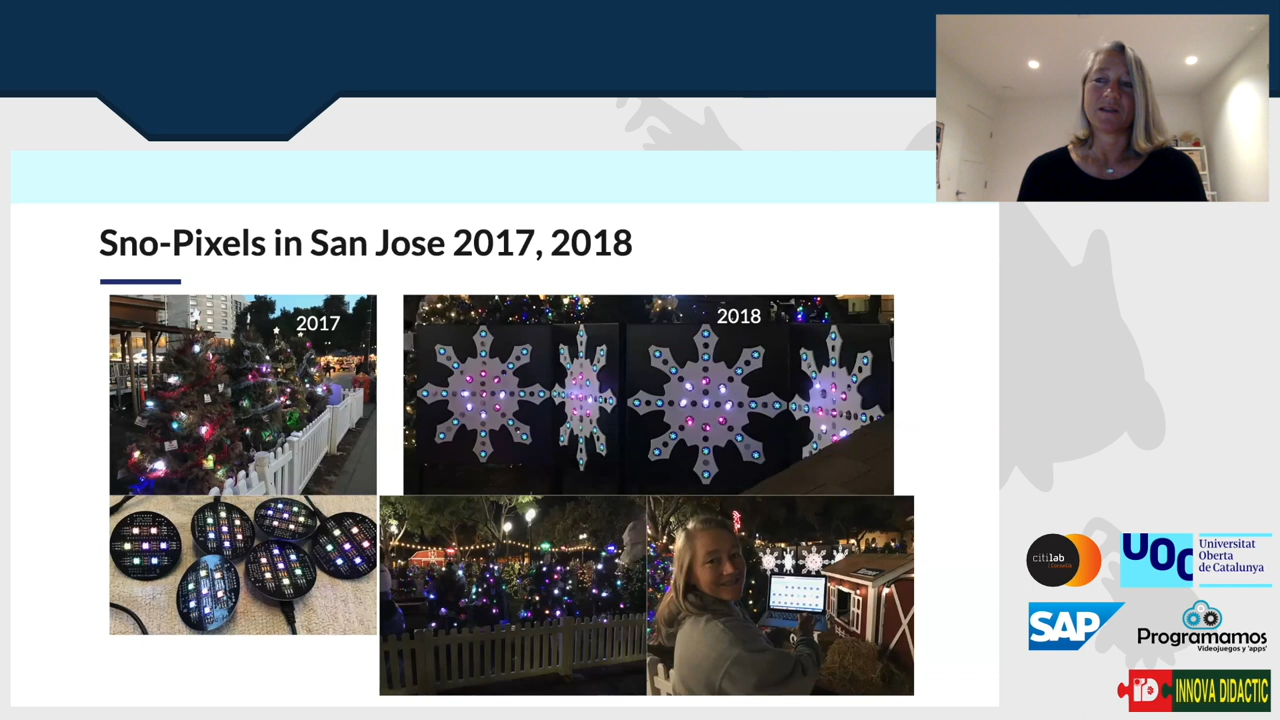 Sno-Pixels in San Jose 2017, 2018
2017
2018
citilab
Cornellà
UOC
Universitat
Oberta
de Catalunya
SAP
Programamos
Videojuegos y 'apps'
iD
INNOVA DIDACTIC